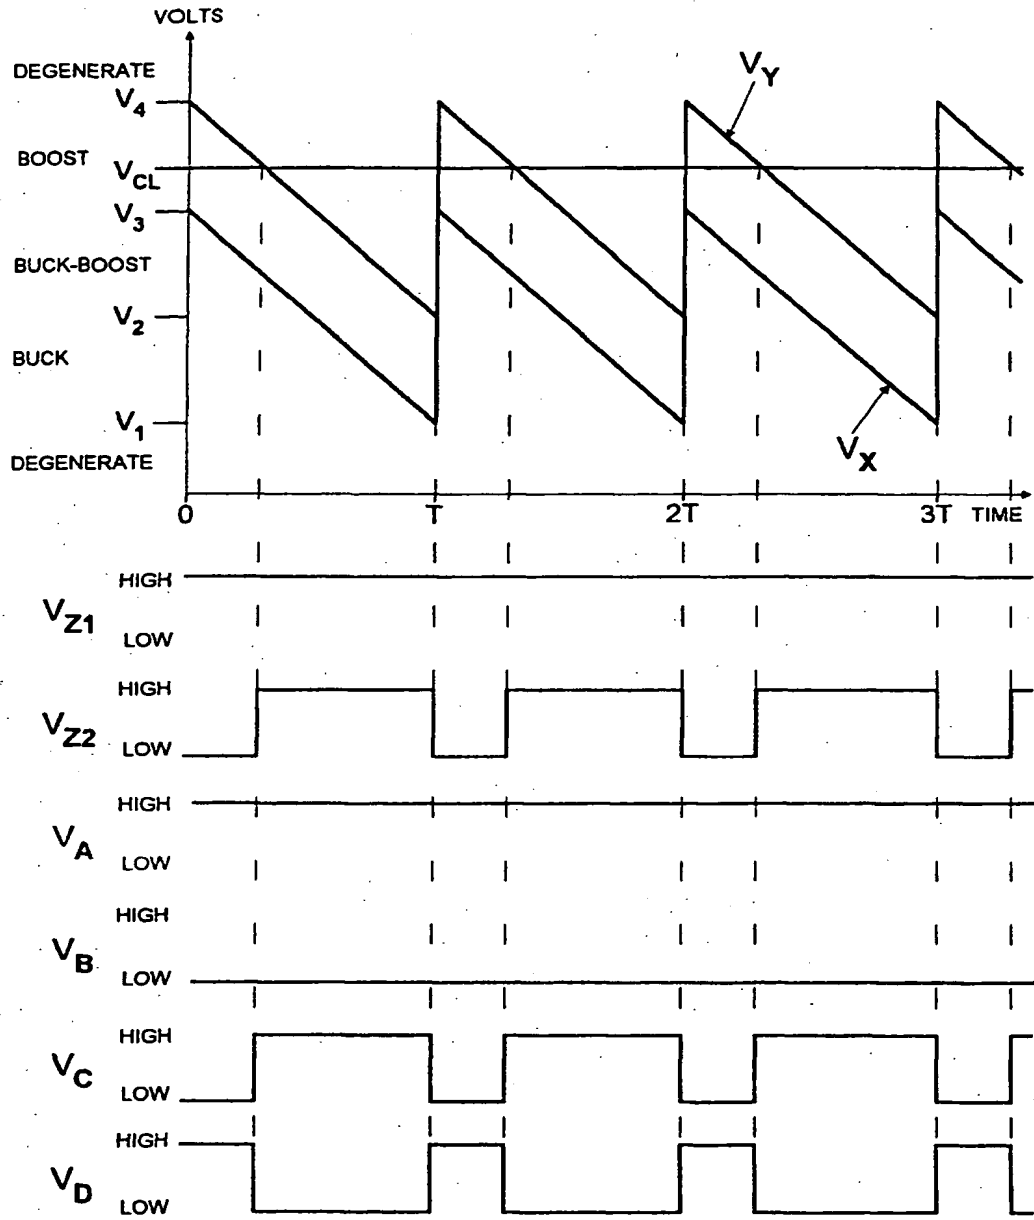 VOLTS
DEGENERATE
V4
VY
BOOST
VCL
V3
BUCK-BOOST
V2
BUCK
V1
VX
DEGENERATE
0 T 2T 3T TIME
HIGH
VZ1
LOW
HIGH
VZ2
LOW
HIGH
VA
LOW
HIGH
VB
LOW
HIGH
VC
LOW
HIGH
VD
LOW